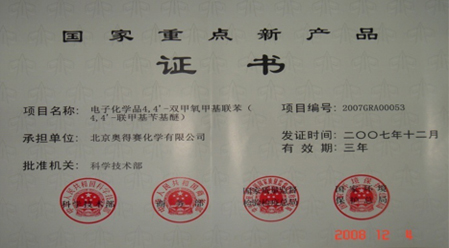 国家重点新产品
证书
项目名称: 电子化学品4,4'-双甲氧甲基联苯( 项目编号: 2007GRA00053
4,4'-联甲基苄基醚)
承担单位: 北京奥得赛化学有限公司 发证时间: 二〇〇七年十二月
有效期: 三年
批准机关: 科学技术部
2008 12 6